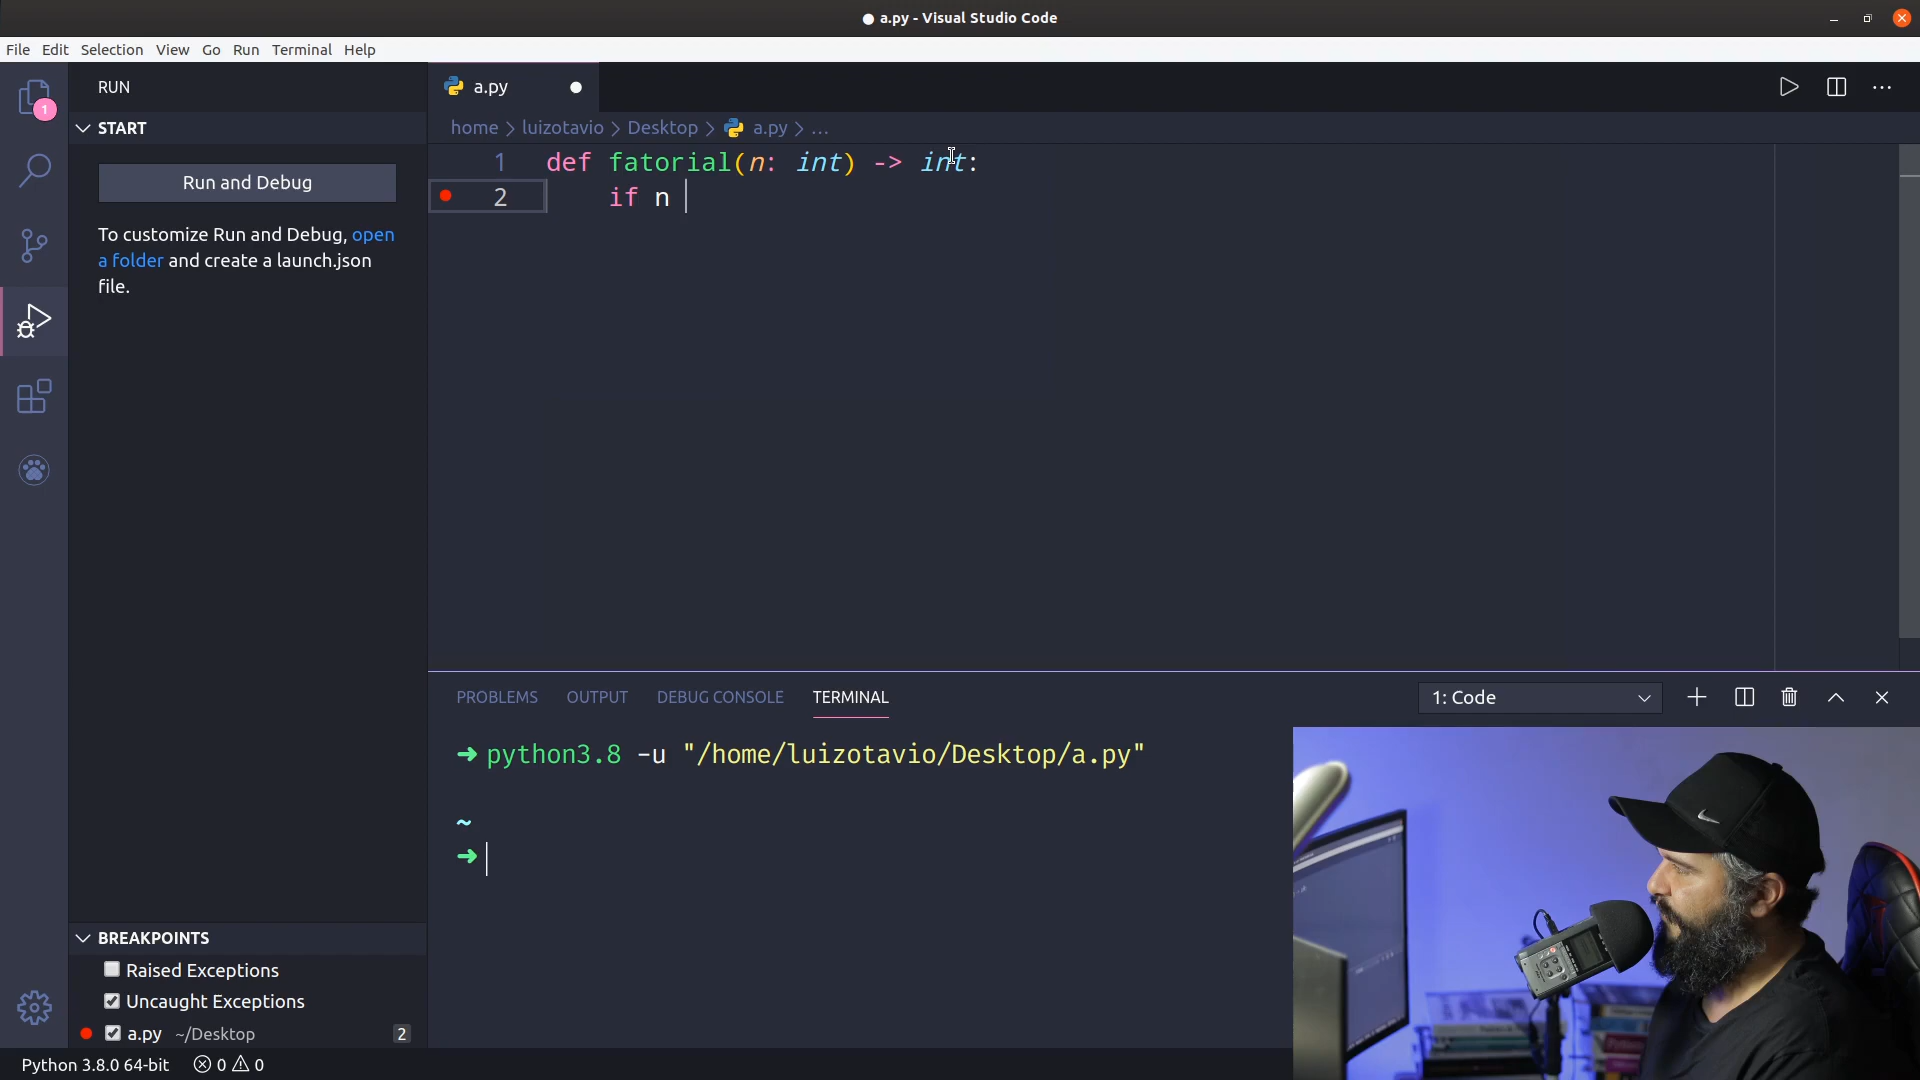 ● a.py - Visual Studio Code
File Edit Selection View Go Run Terminal Help
1
RUN
START
Run and Debug
To customize Run and Debug, open
a folder and create a launch.json
file.
a.py
home > luizotavio > Desktop > a.py > ...
1 def fatorial(n: int) -> int:
2 if n
PROBLEMS OUTPUT DEBUG CONSOLE TERMINAL
1: Code
➜ python3.8 -u "/home/luizotavio/Desktop/a.py"
~
➜
BREAKPOINTS
Raised Exceptions
Uncaught Exceptions
a.py ~/Desktop 2
Python 3.8.0 64-bit 0 0